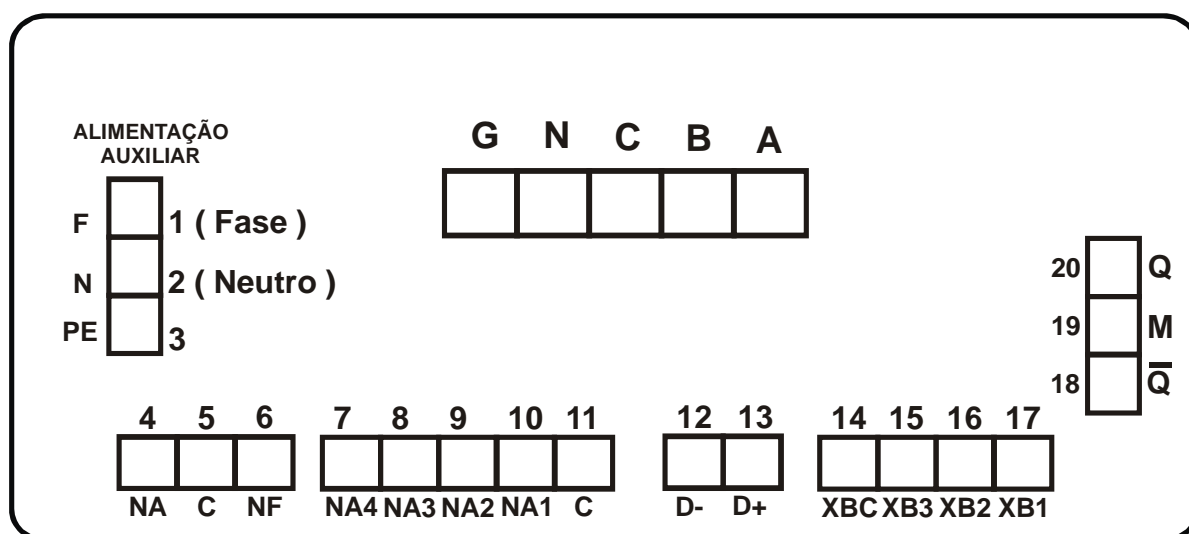 ALIMENTAÇÃO
AUXILIAR
G N C B A
F 1 ( Fase )
N 2 ( Neutro )
PE 3
20 Q
19 M
18 Q̅
4 5 6 7 8 9 10 11 12 13 14 15 16 17
NA C NF NA4 NA3 NA2 NA1 C D- D+ XBC XB3 XB2 XB1